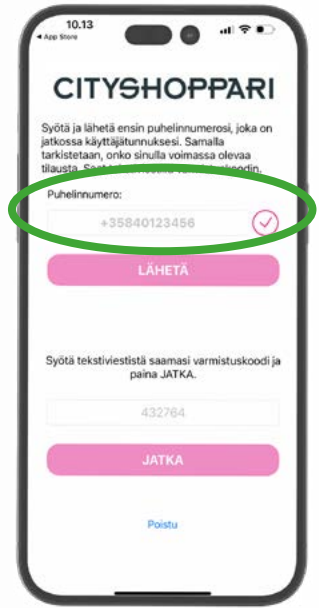 10.13
App Store
CITYSHOPPARI
Syötä ja lähetä ensin puhelinnumerosi, joka on
jatkossa käyttäjätunnuksesi. Samalla
tarkistetaan, onko sinulla voimassa olevaa
tilausta.
Puhelinnumero:
+35840123456
LÄHETÄ
Syötä tekstiviestistä saamasi varmistuskoodi ja
paina JATKA.
432764
JATKA
Poistu